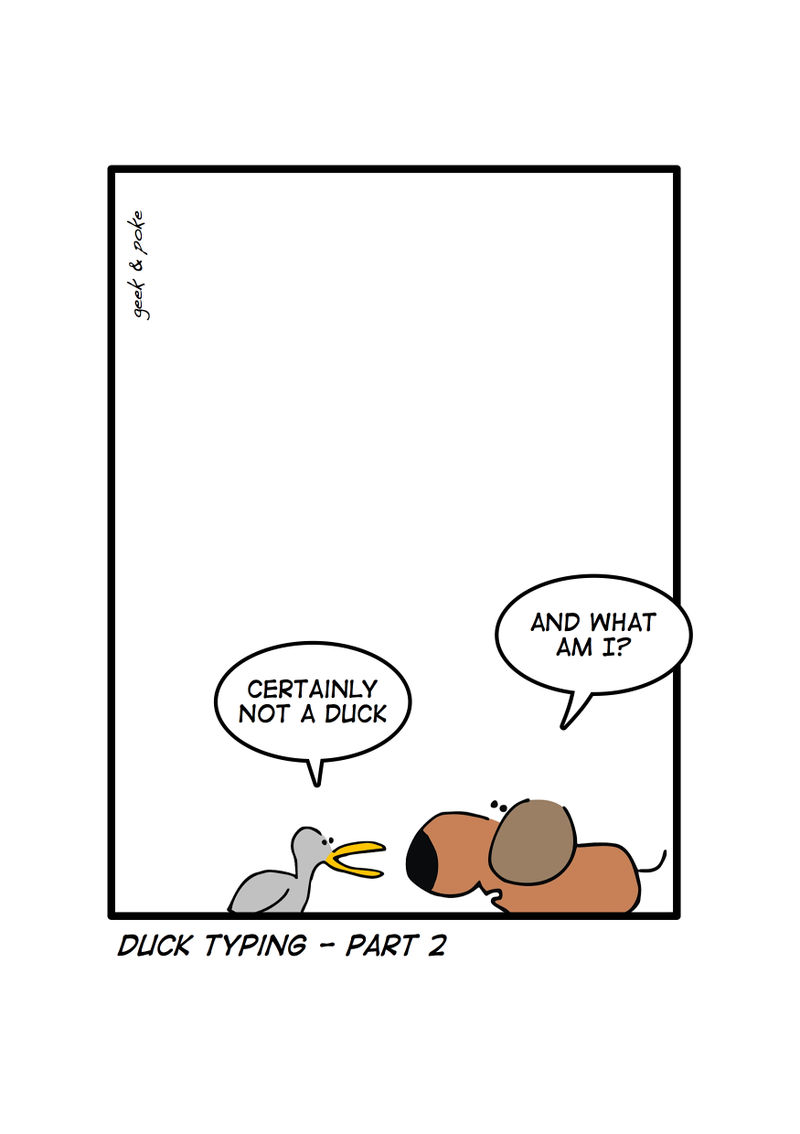 geek & poke
AND WHAT
AM I?
CERTAINLY
NOT A DUCK
DUCK TYPING - PART 2